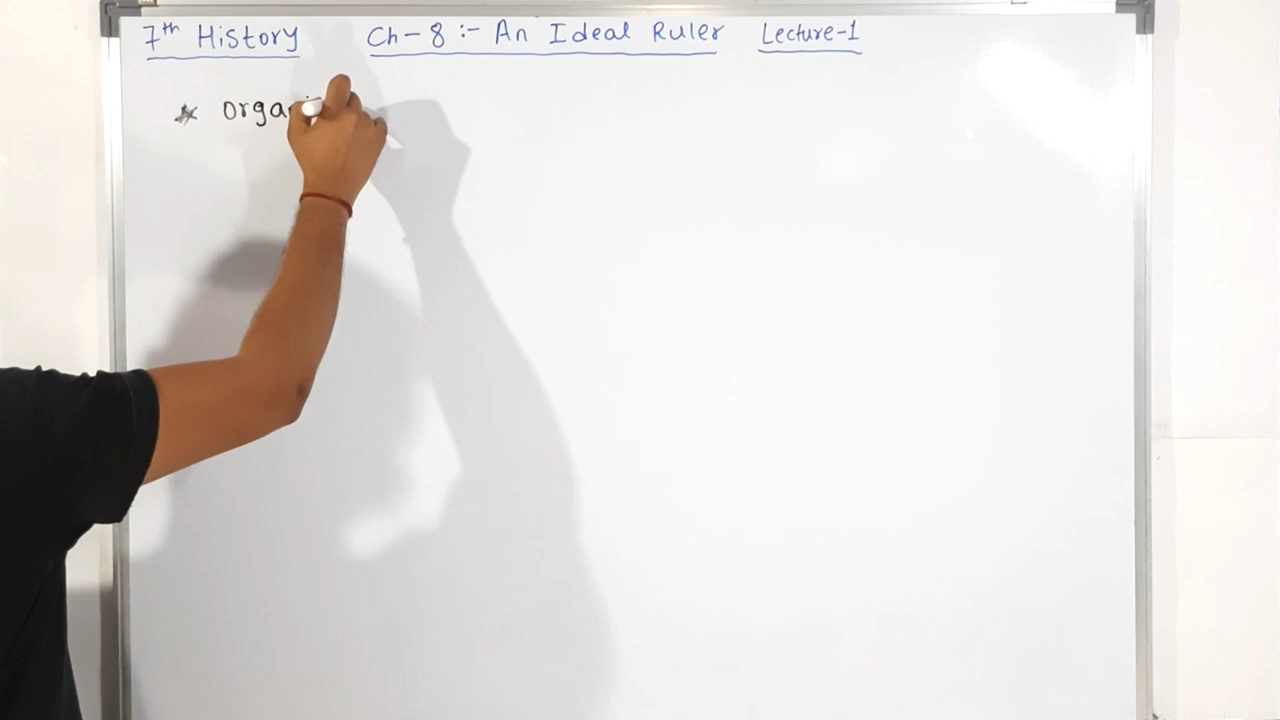 7th History Ch-8 :- An Ideal Ruler Lecture-1
* orga